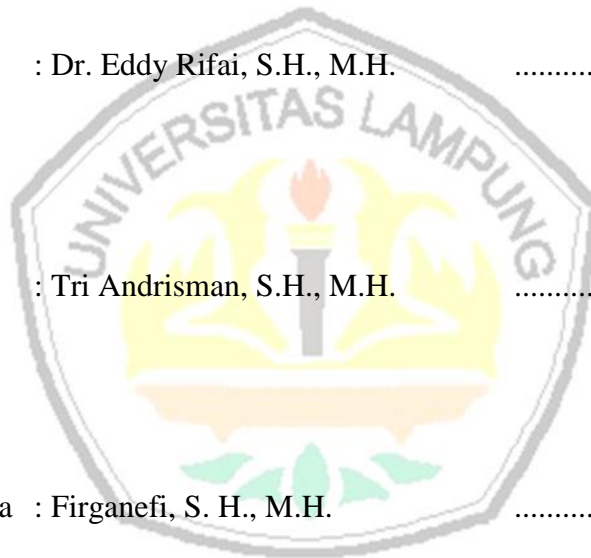 : Dr. Eddy Rifai, S.H., M.H. ..........
UNIVERSITAS LAMPUNG
: Tri Andrisman, S.H., M.H. ..........
a : Firganefi, S. H., M.H. ..........